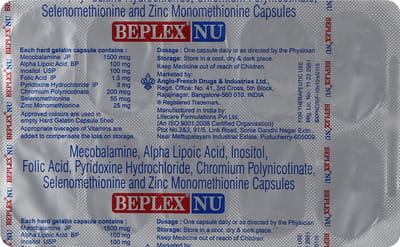 Selenomethionine and Zinc Monomethionine Capsules
BEPLEX NU
Each hard gelatin capsule contains :
Mecobalamine JP 1500 mcg
Alpha Lipoic Acid BP 100 mg
Inositol USP 100 mg
Folic Acid IP 1.5 mg
Pyridoxine Hydrochloride IP 3 mg
Chromium Polynicotinate 200 mcg
Selenomethionine 55 mcg
Zinc Monomethionine 25 mg
Approved colours are used in
empty Hard Gelatin Capsule Shell
Appropriate overages of Vitamins are
added to compensate the loss on storage.
Dosage : One capsule daily or as directed by the Physician
Storage: Store in a cool, dry & dark place.
Keep Medicine out of reach of Children.
Marketed by:
Anglo-French Drugs & Industries Ltd.,
Regd. Office: No. 41, 3rd Cross, 5th Block,
Rajajinagar, Bangalore-560 010. INDIA
® Registered Trademark.
Manufactured in India by:
Lifecare Formulations Pvt Ltd.
(An ISO 9001:2008 Certified Organisation)
Plot No.2&3, 91/5, Link Road, Sonia Gandhi Nagar Extn.
Near Mettupalayam Industrial Estate, Puducherry-605009.
FOR THERAPEUTIC USE
Mecobalamine, Alpha Lipoic Acid, Inositol,
Folic Acid, Pyridoxine Hydrochloride, Chromium Polynicotinate,
Selenomethionine and Zinc Monomethionine Capsules
BEPLEX NU
Each hard gelatin capsule contains :
Mecobalamine JP 1500 mcg
Alpha Lipoic Acid BP 100 mg
Inositol USP 100 mg
Dosage : One capsule daily or as directed by the Physician
Storage: Store in a cool, dry & dark place.
Keep Medicine out of reach of Children.